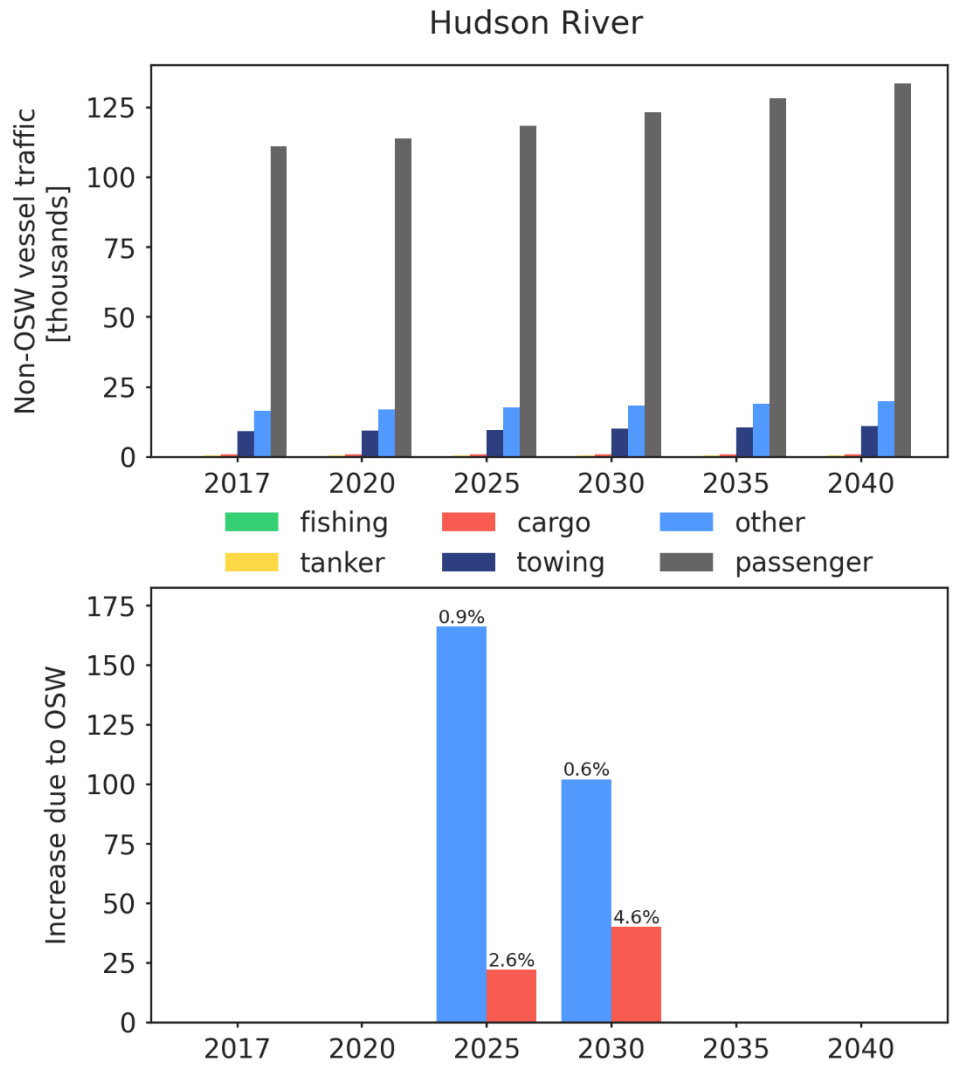 Hudson River
Non-OSW vessel traffic
[thousands]
125
100
75
50
25
0
2017 2020 2025 2030 2035 2040
fishing cargo other
tanker towing passenger
Increase due to OSW
175
150
125
100
75
50
25
0
0.9%
2.6%
0.6%
4.6%
2017 2020 2025 2030 2035 2040